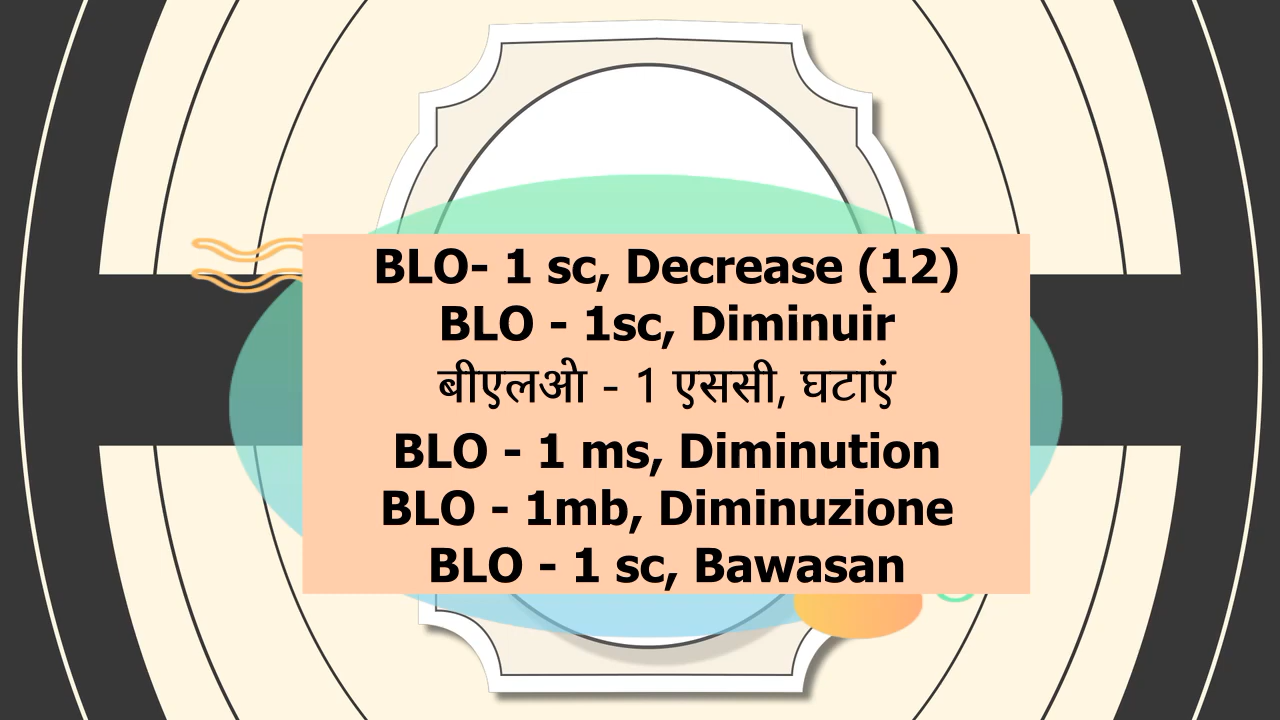 BLO- 1 sc, Decrease (12)
BLO - 1sc, Diminuir
बीएलओ - 1 एससी, घटाएं
BLO - 1 ms, Diminution
BLO - 1mb, Diminuzione
BLO - 1 sc, Bawasan